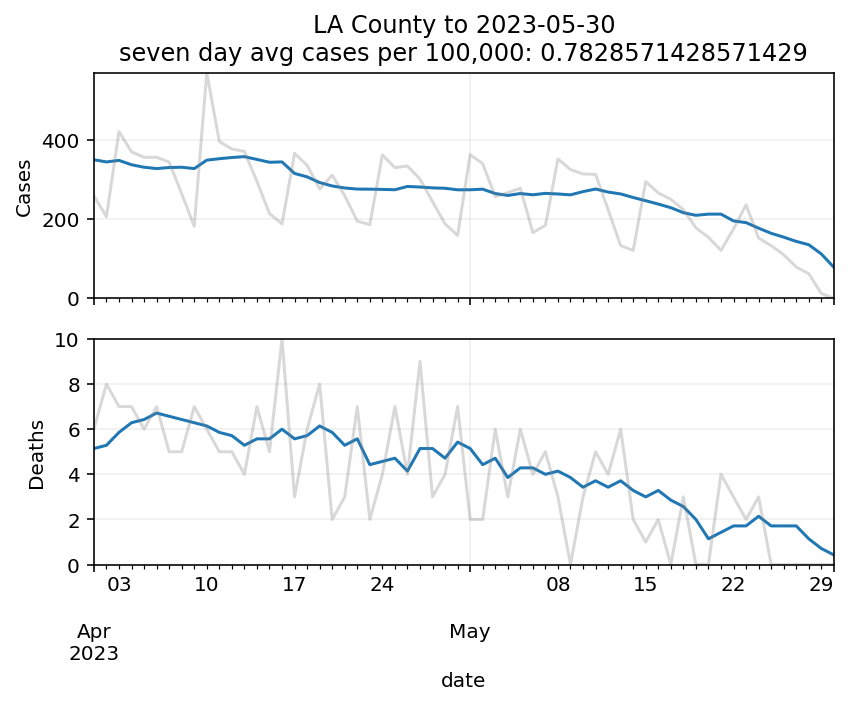 LA County to 2023-05-30
seven day avg cases per 100,000: 0.7828571428571429
400
200
0
Cases
10
8
6
4
2
0
Deaths
03 10 17 24 08 15 22 29
Apr May
2023
date